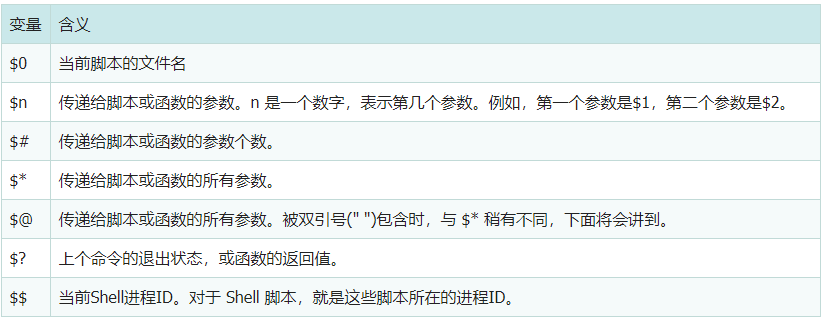 变量 含义
$0 当前脚本的文件名
$n 传递给脚本或函数的参数。n 是一个数字，表示第几个参数。例如，第一个参数是$1，第二个参数是$2。
$# 传递给脚本或函数的参数个数。
$* 传递给脚本或函数的所有参数。
$@ 传递给脚本或函数的所有参数。被双引号(" ")包含时，与 $* 稍有不同，下面将会讲到。
$? 上个命令的退出状态，或函数的返回值。
$$ 当前Shell进程ID。对于 Shell 脚本，就是这些脚本所在的进程ID。